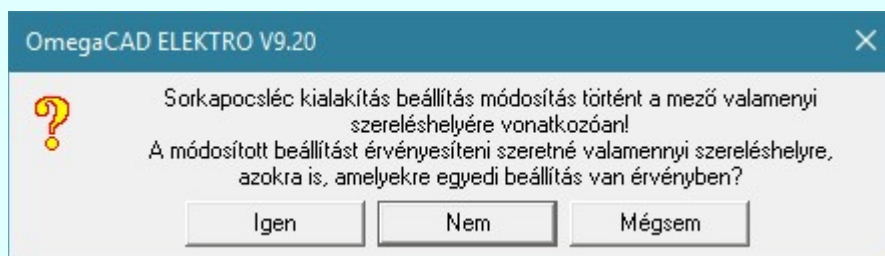 OmegaCAD ELEKTRO V9.20
Sorkapocsléc kialakítás beállítás módosítás történt a mező valamenyi
szereléshelyére vonatkozóan!
A módosított beállítást érvényesíteni szeretné valamennyi szereléshelyre,
azokra is, amelyekre egyedi beállítás van érvényben?
Igen
Nem
Mégsem